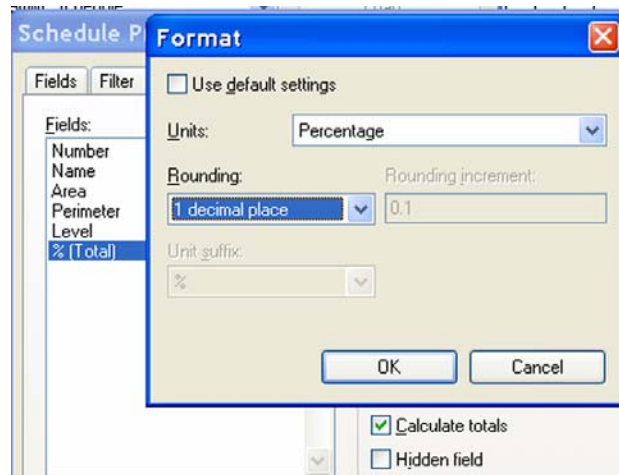 Schedule P
Format
Fields
Filter
Use default settings
Fields:
Units:
Percentage
Number
Name
Area
Perimeter
Level
% (Total)
Rounding:
Rounding increment:
1 decimal place
0.1
Unit suffix:
%
OK
Cancel
Calculate totals
Hidden field